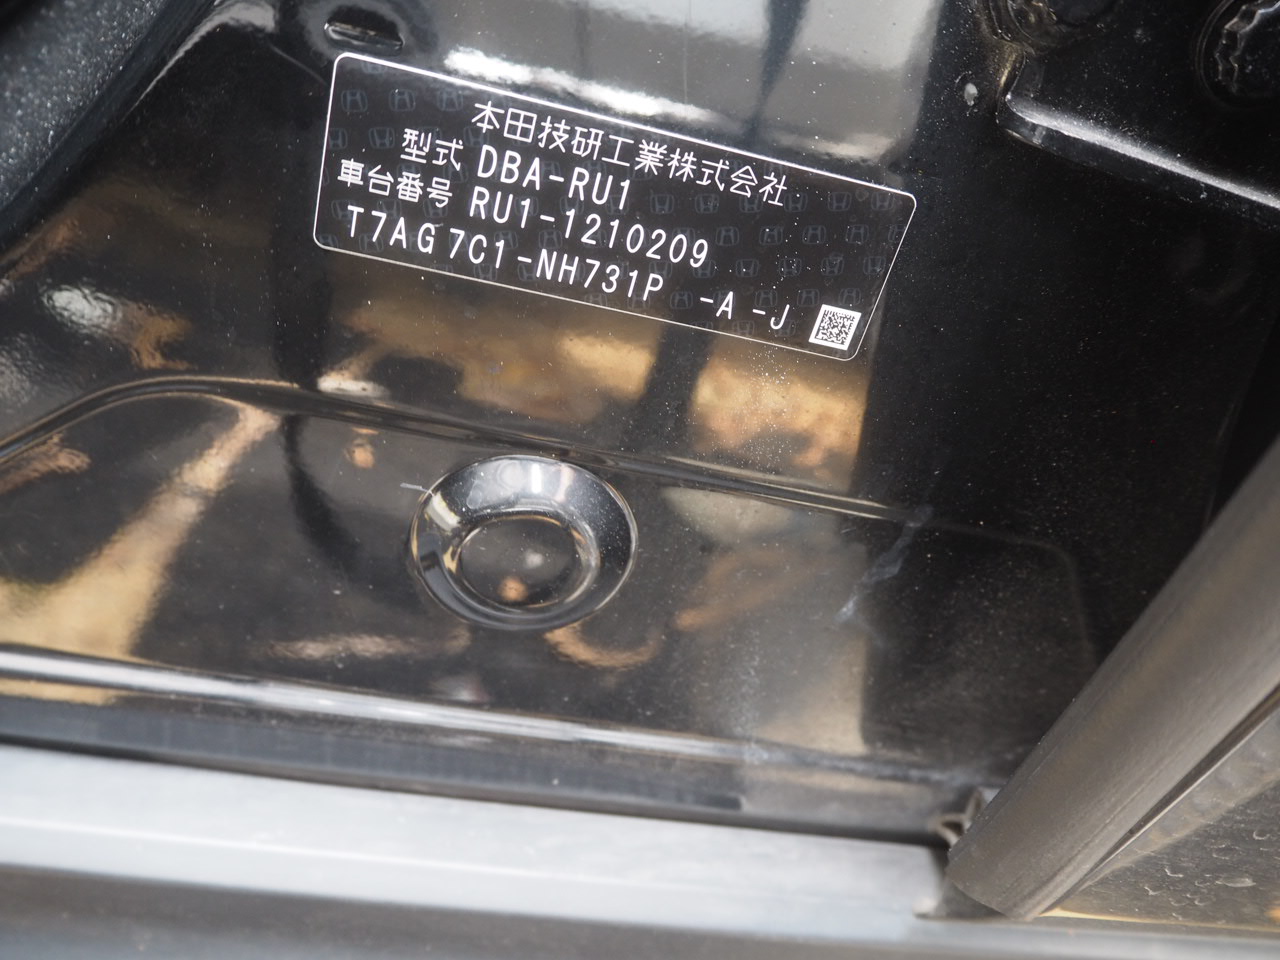 本田技研工業株式会社
型式 DBA-RU1
車台番号 RU1-1210209
T7AG7C1-NH731P -A -J